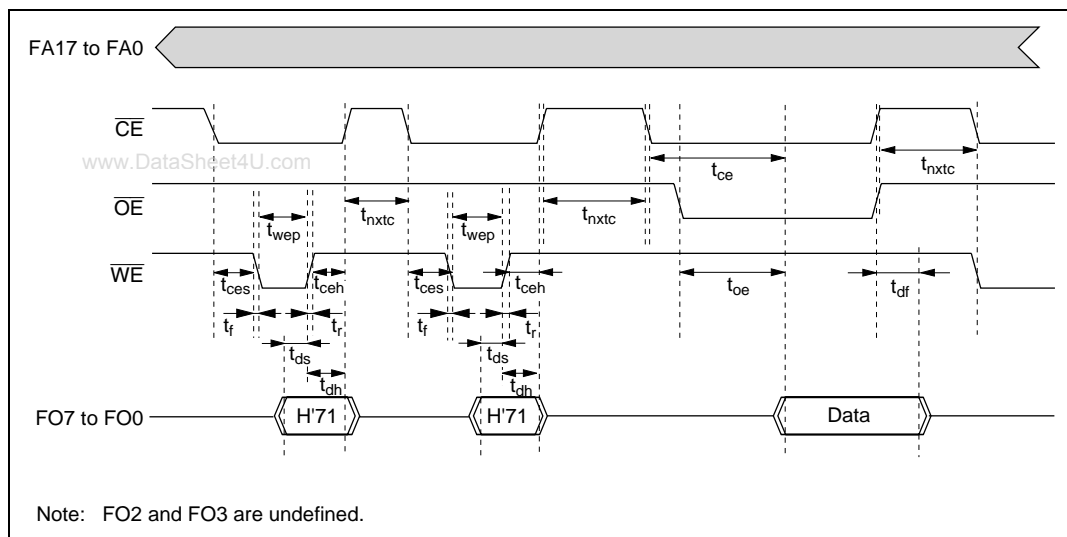 FA17 to FA0
CE
www.DataSheet4U.com
tce
tnxtc
OE
twep
tnxtc
twep
tnxtc
WE
tces
tceh
tces
tceh
toe
tdf
tf
tr
tf
tr
tds
tds
tdh
tdh
FO7 to FO0
H'71
H'71
Data
Note: FO2 and FO3 are undefined.